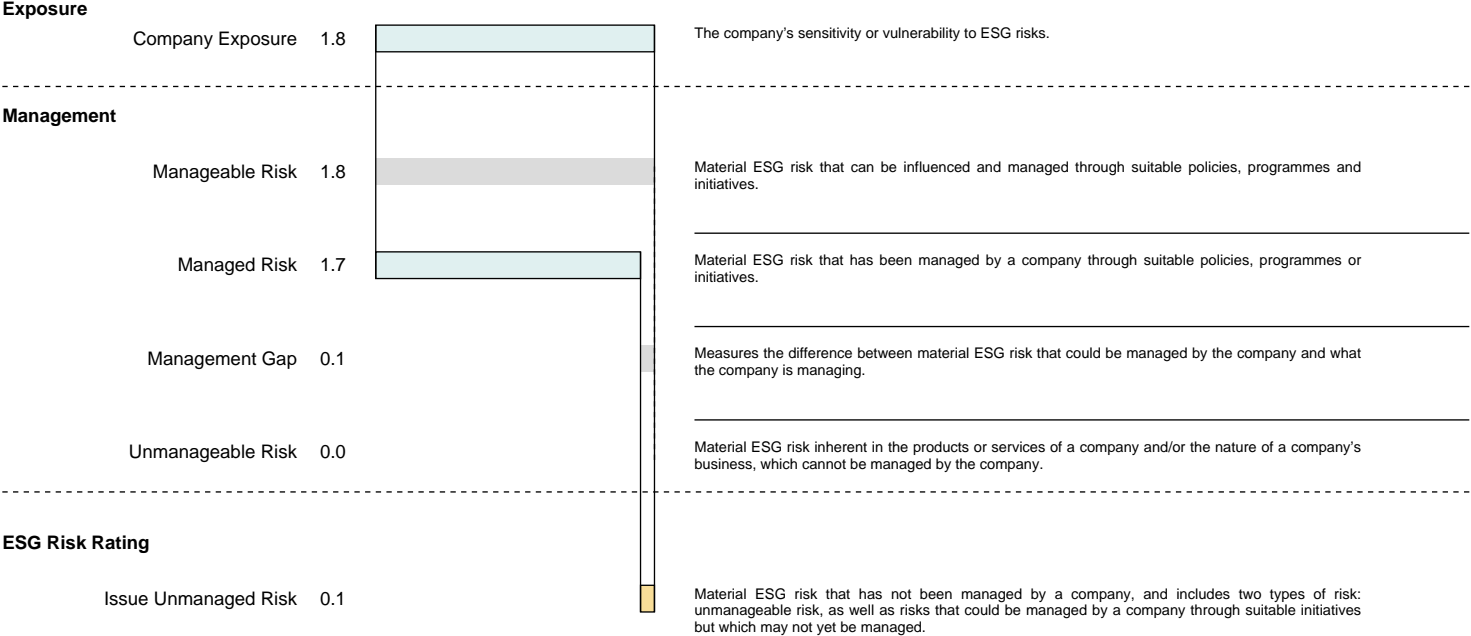 Exposure
Company Exposure 1.8
The company's sensitivity or vulnerability to ESG risks.
Management
Manageable Risk 1.8
Material ESG risk that can be influenced and managed through suitable policies, programmes and
initiatives.
Managed Risk 1.7
Material ESG risk that has been managed by a company through suitable policies, programmes or
initiatives.
Management Gap 0.1
Measures the difference between material ESG risk that could be managed by the company and what
the company is managing.
Unmanageable Risk 0.0
Material ESG risk inherent in the products or services of a company and/or the nature of a company's
business, which cannot be managed by the company.
ESG Risk Rating
Issue Unmanaged Risk 0.1
Material ESG risk that has not been managed by a company, and includes two types of risk:
unmanageable risk, as well as risks that could be managed by a company through suitable initiatives
but which may not yet be managed.